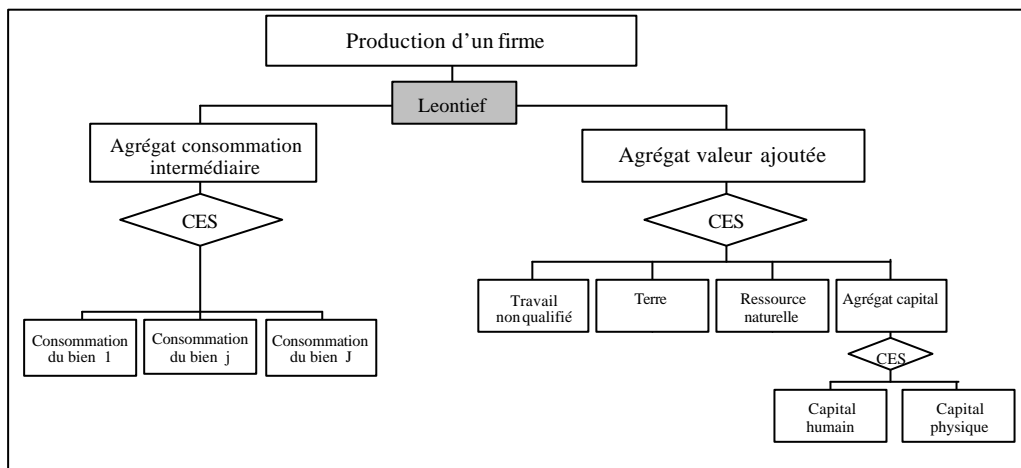 Production d'un firme
Leontief
Agrégat consommation
intermédiaire
Agrégat valeur ajoutée
CES
CES
Travail
non qualifié
Terre
Ressource
naturelle
Agrégat capital
Consommation
du bien 1
Consommation
du bien j
Consommation
du bien J
CES
Capital
humain
Capital
physique